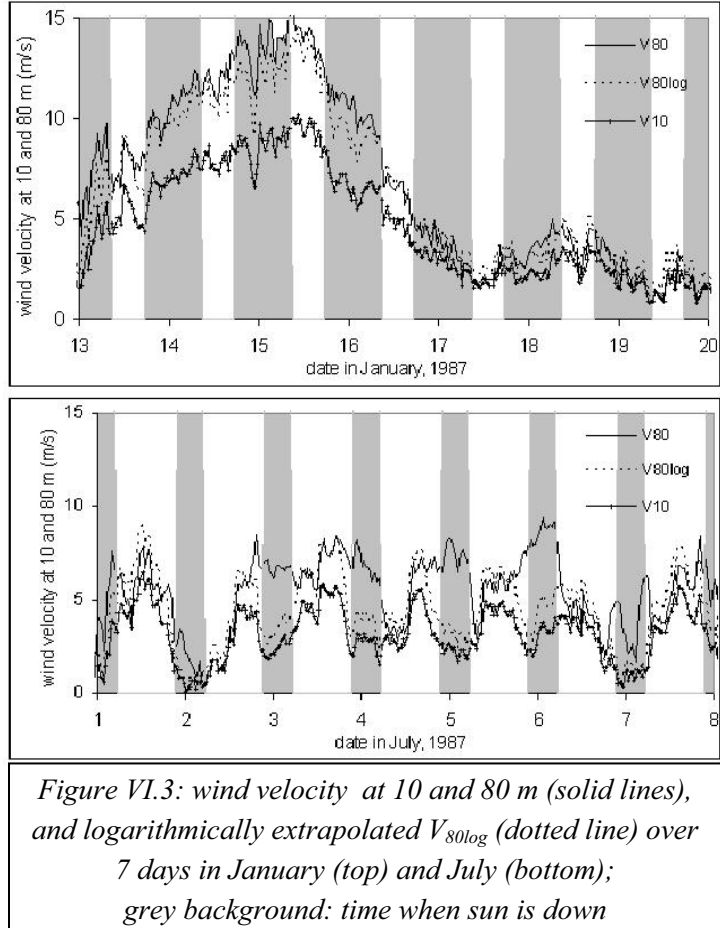 wind velocity at 10 and 80 m (m/s)
15
10
5
0
V80
V80log
V10
13 14 15 16 17 18 19 20
date in January, 1987
wind velocity at 10 and 80 m (m/s)
15
10
5
0
V80
V80log
V10
1 2 3 4 5 6 7 8
date in July, 1987
Figure VI.3: wind velocity at 10 and 80 m (solid lines),
and logarithmically extrapolated V80log (dotted line) over
7 days in January (top) and July (bottom);
grey background: time when sun is down